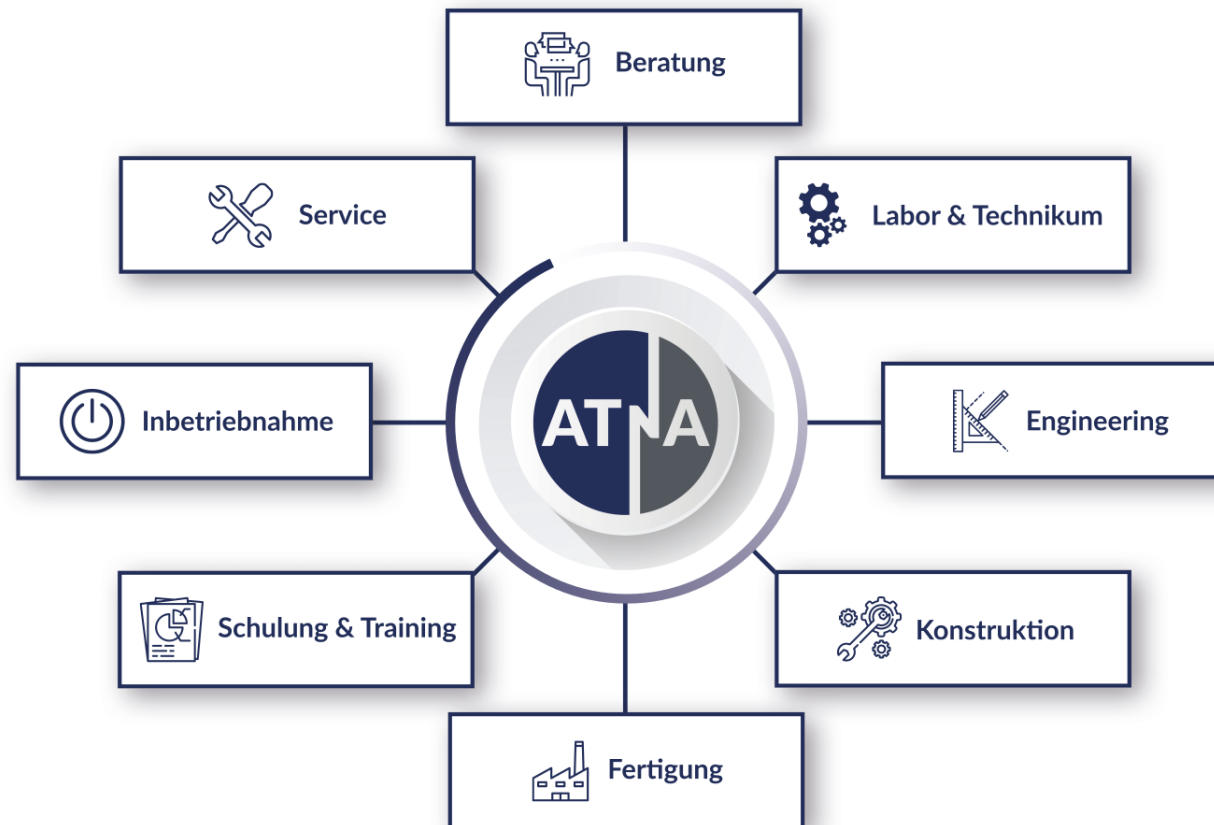 Beratung
Service
Labor & Technikum
ATNA
Inbetriebnahme
Engineering
Schulung & Training
Konstruktion
Fertigung